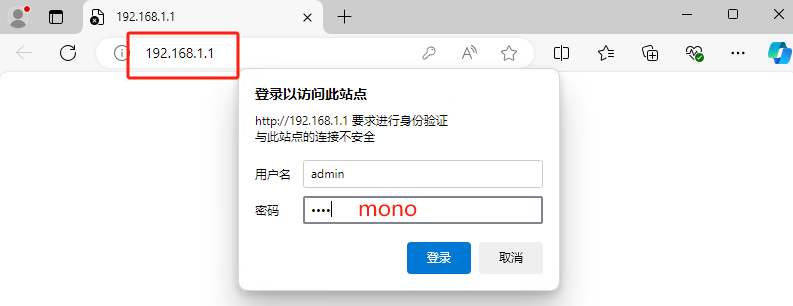 192.168.1.1
192.168.1.1
登录以访问此站点
http://192.168.1.1 要求进行身份验证
与此站点的连接不安全
用户名 admin
密码 •••• mono
登录 取消